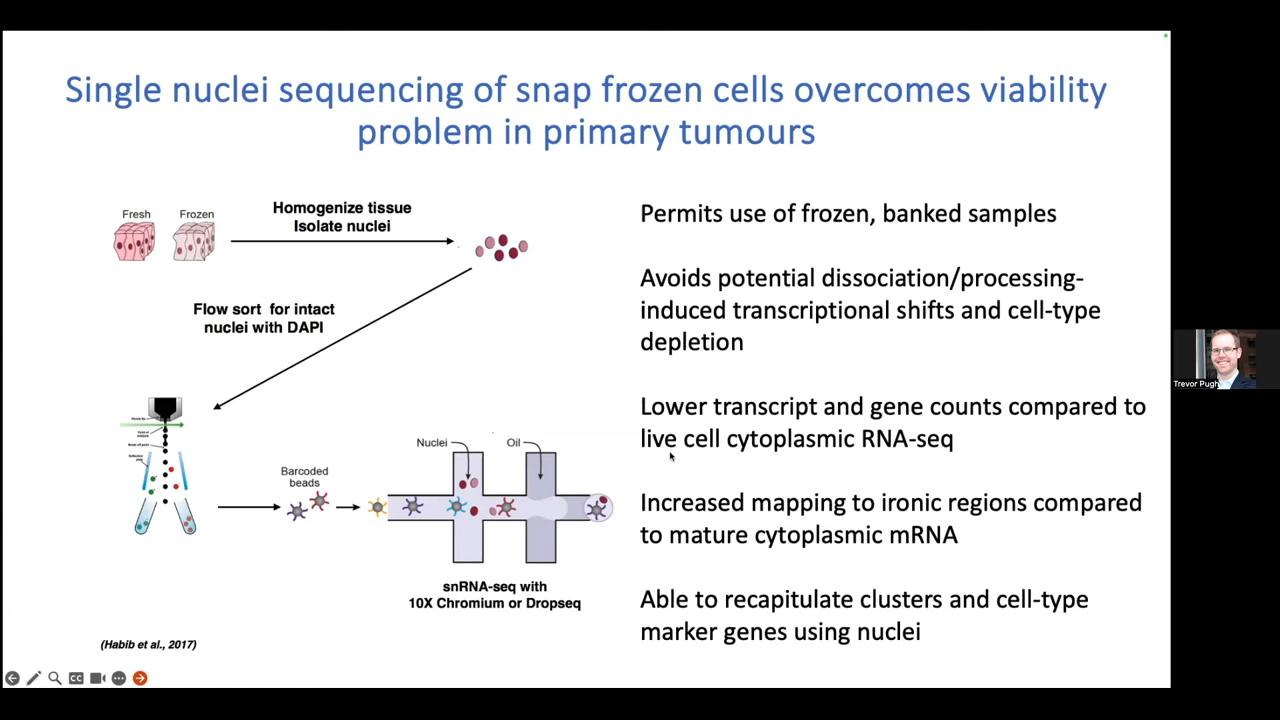 Single nuclei sequencing of snap frozen cells overcomes viability
problem in primary tumours
Fresh
Frozen
Homogenize tissue
Isolate nuclei
Flow sort for intact
nuclei with DAPI
Barcoded
beads
Nuclei
Oil
snRNA-seq with
10X Chromium or Dropseq
(Habib et al., 2017)
Permits use of frozen, banked samples
Avoids potential dissociation/processing-
induced transcriptional shifts and cell-type
depletion
Lower transcript and gene counts compared to
live cell cytoplasmic RNA-seq
Increased mapping to ironic regions compared
to mature cytoplasmic mRNA
Able to recapitulate clusters and cell-type
marker genes using nuclei
CC
Trevor Pugh